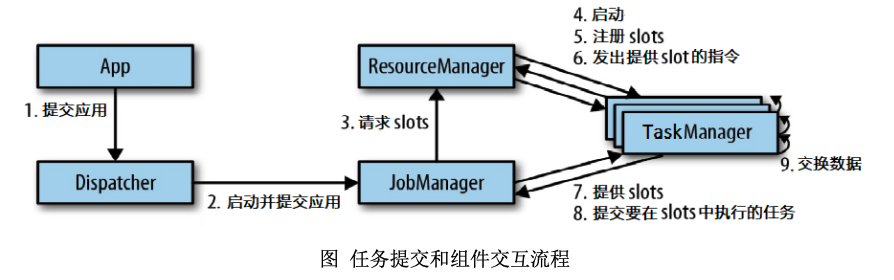 4. 启动
5. 注册 slots
6. 发出提供 slot 的指令
App
ResourceManager
1. 提交应用
3. 请求 slots
TaskManager
9. 交换数据
Dispatcher
JobManager
2. 启动并提交应用
7. 提供 slots
8. 提交要在 slots 中执行的任务
图 任务提交和组件交互流程